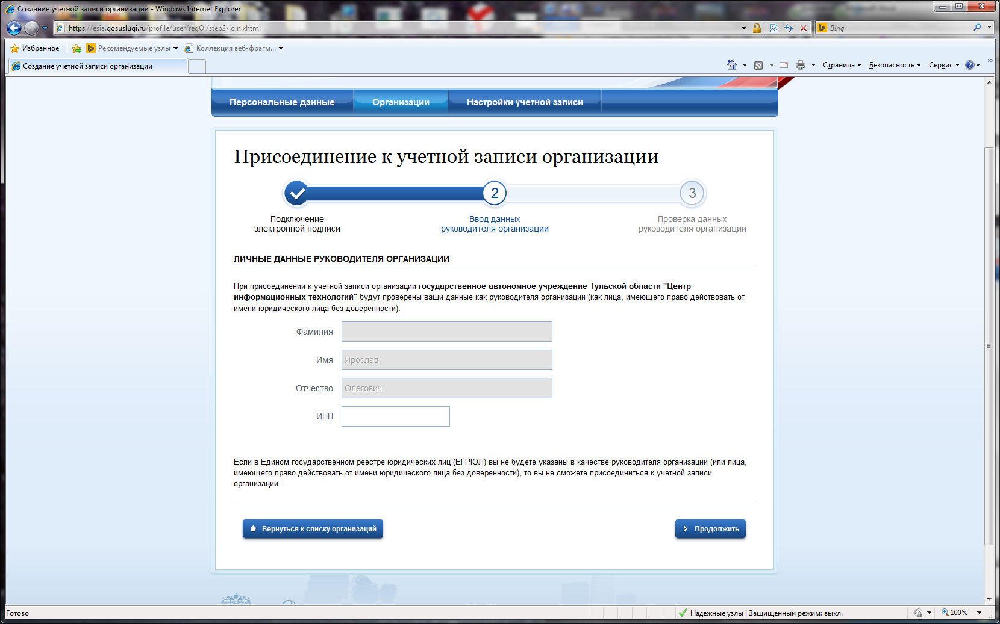 Создание учетной записи организации - Windows Internet Explorer
https://esia.gosuslugi.ru/profile/user/regOl/step2-join.xhtml
Bing
Избранное
Рекомендуемые узлы
Коллекция веб-фрагм...
Создание учетной записи организации
Страница
Безопасность
Сервис
Персональные данные
Организации
Настройки учетной записи
Присоединение к учетной записи организации
2
3
Подключение
электронной подписи
Ввод данных
руководителя организации
Проверка данных
руководителя организации
ЛИЧНЫЕ ДАННЫЕ РУКОВОДИТЕЛЯ ОРГАНИЗАЦИИ
При присоединении к учетной записи организации государственное автономное учреждение Тульской области "Центр
информационных технологий" будут проверены ваши данные как руководителя организации (как лица, имеющего право действовать от
имени юридического лица без доверенности).
Фамилия
Имя
Ярослав
Отчество
Олегович
ИНН
Если в Едином государственном реестре юридических лиц (ЕГРЮЛ) вы не будете указаны в качестве руководителя организации (или лица,
имеющего право действовать от имени юридического лица без доверенности), то вы не сможете присоединиться к учетной записи
организации.
Вернуться к списку организаций
Продолжить
Готово
Надежные узлы | Защищенный режим: выкл.
100%